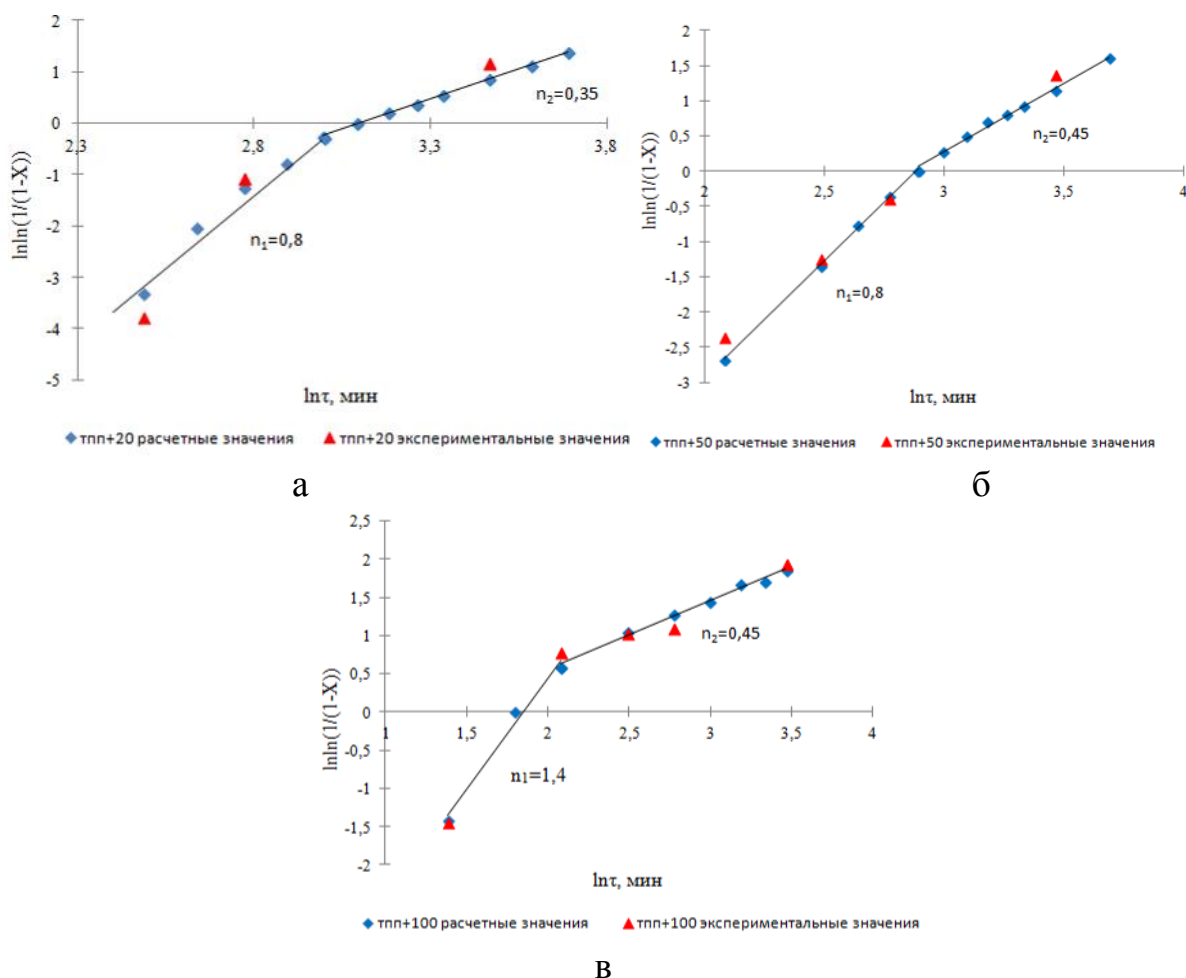 2
1
0
-1
-2
-3
-4
-5
2,3
2,8
3,3
3,8
n₂=0,35
n₁=0,8
lnln(1/(1-X))
lnτ, мин
тпп+20 расчетные значения тпп+20 экспериментальные значения
а
2
1,5
1
0,5
0
-0,5
-1
-1,5
-2
-2,5
-3
2
2,5
3
3,5
4
n₂=0,45
n₁=0,8
lnln(1/(1-X))
lnτ, мин
тпп+50 расчетные значения тпп+50 экспериментальные значения
б
2,5
2
1,5
1
0,5
0
-0,5
-1
-1,5
-2
1
1,5
2
2,5
3
3,5
4
n₂=0,45
n₁=1,4
lnln(1/(1-X))
lnτ, мин
тпп+100 расчетные значения тпп+100 экспериментальные значения
в